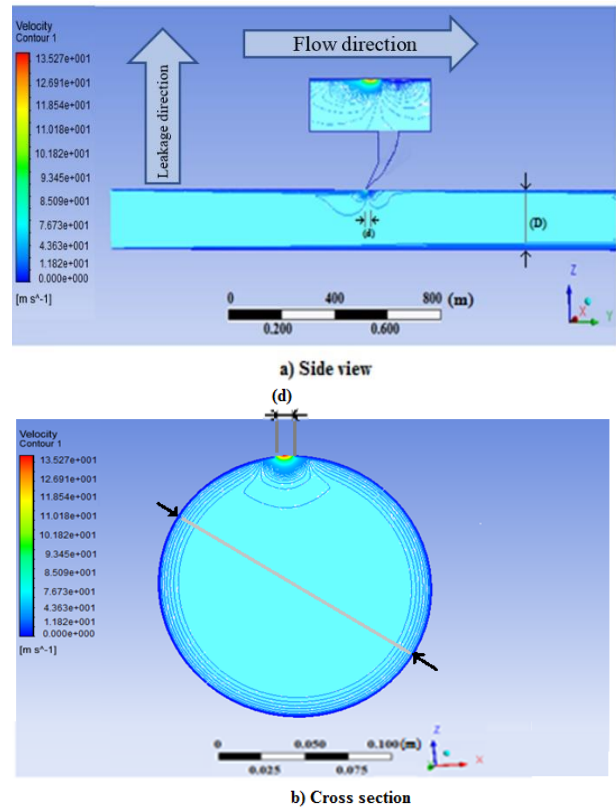 Velocity
Contour 1
Flow direction
Leakage direction
13.527e+001
12.691e+001
11.854e+001
11.018e+001
10.182e+001
9.345e+001
8.509e+001
7.673e+001
4.363e+001
1.182e+001
0.000e+000
[m s^-1]
(d)
(D)
0 400 800 (m)
0.200 0.600
Z
X Y
a) Side view
(d)
Velocity
Contour 1
13.527e+001
12.691e+001
11.854e+001
11.018e+001
10.182e+001
9.345e+001
8.509e+001
7.673e+001
4.363e+001
1.182e+001
0.000e+000
[m s^-1]
0 0.050 0.100(m)
0.025 0.075
Z
X
b) Cross section